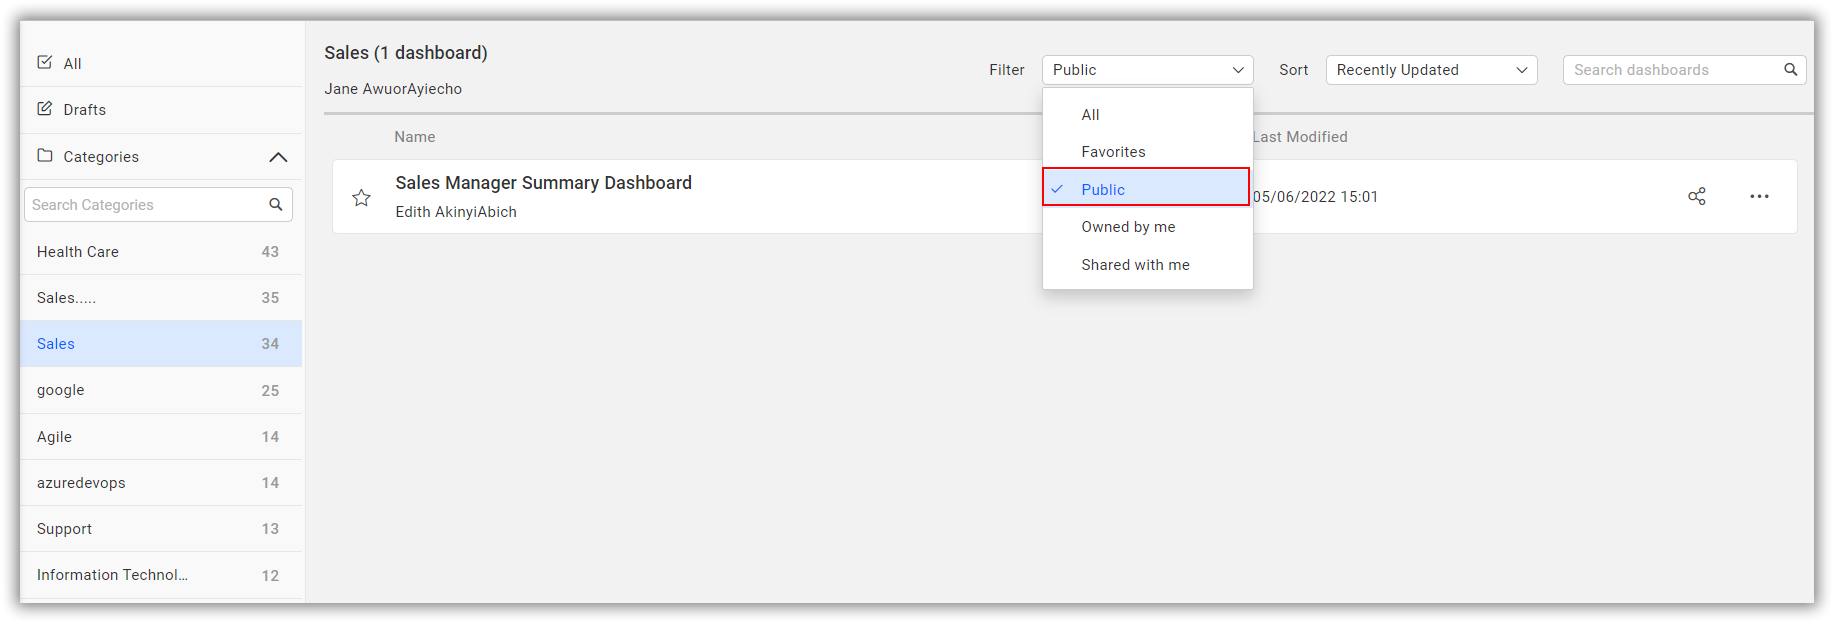 All
Drafts
Categories
Search Categories
Health Care 43
Sales..... 35
Sales 34
google 25
Agile 14
azuredevops 14
Support 13
Information Technol... 12
Sales (1 dashboard)
Jane AwuorAyiecho
Filter Public Sort Recently Updated Search dashboards
Name Last Modified
Sales Manager Summary Dashboard
Edith AkinyiAbich
05/06/2022 15:01
All
Favorites
Public
Owned by me
Shared with me